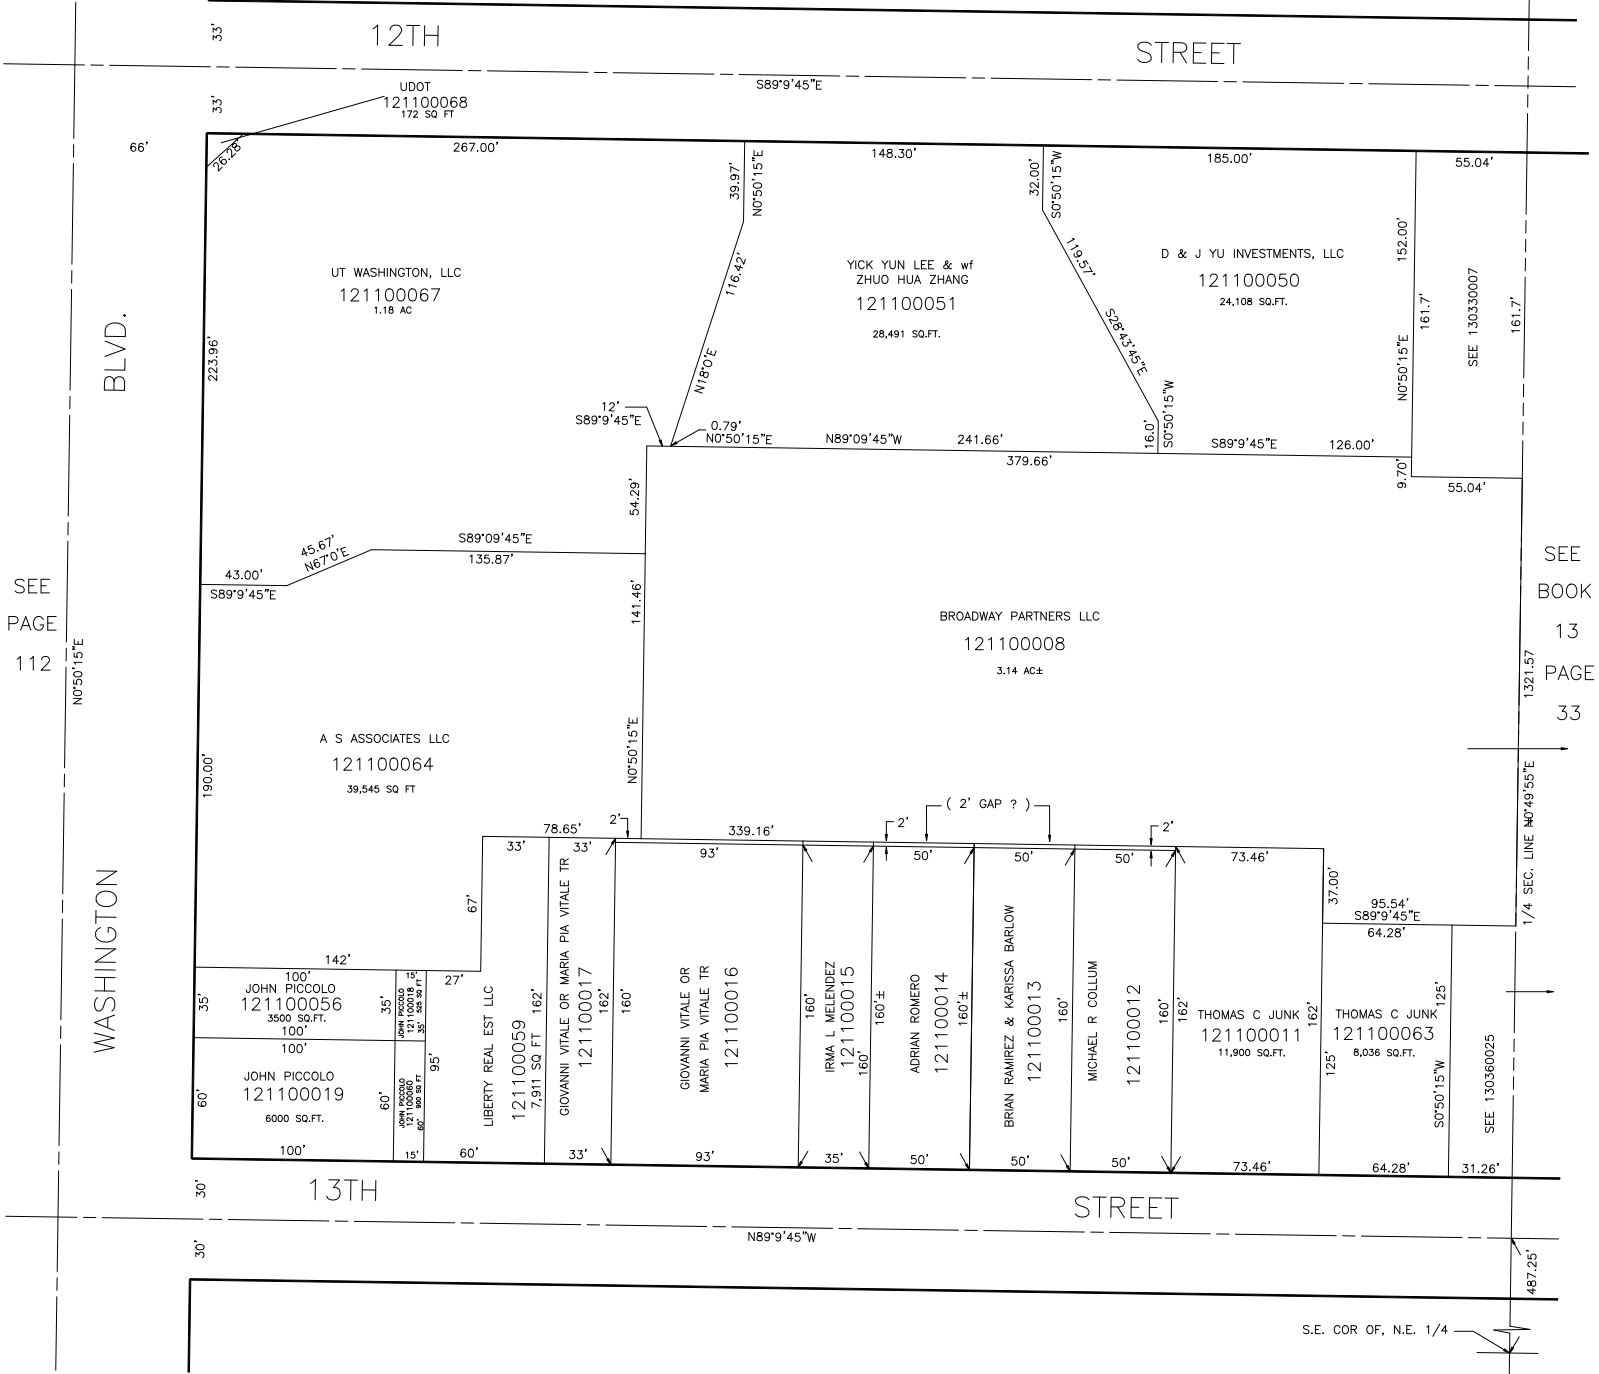 33'
12TH
STREET
S89°9'45"E
33'
UDOT
121100068
172 SQ FT
66'
26.28'
267.00'
148.30'
185.00'
55.04'
39.97'
N0°50'15"E
32.00'
S0°50'15"W
152.00'
116.42'
119.57'
UT WASHINGTON, LLC
121100067
1.18 AC
YICK YUN LEE & wf
ZHUO HUA ZHANG
121100051
28,491 SQ.FT.
D & J YU INVESTMENTS, LLC
121100050
24,108 SQ.FT.
SEE 130330007
161.7'
161.7'
BLVD.
223.96'
N18°0'E
S28°43'45"E
N0°50'15"E
12'
S89°9'45"E
0.79'
N0°50'15"E
N89°09'45"W
241.66'
16.0'
S0°50'15"W
S89°9'45"E
126.00'
379.66'
9.70'
55.04'
54.29'
S89°09'45"E
135.87'
45.67'
N67°0'E
43.00'
S89°9'45"E
141.46'
SEE
PAGE
112
N0°50'15"E
BROADWAY PARTNERS LLC
121100008
3.14 AC±
SEE
BOOK
13
PAGE
33
1321.57
1/4 SEC. LINE N0°49'55"E
A S ASSOCIATES LLC
121100064
39,545 SQ FT
190.00'
N0°50'15"E
( 2' GAP ? )
78.65'
2'
339.16'
2'
2'
33'
33'
93'
50'
50'
50'
73.46'
37.00'
95.54'
S89°9'45"E
64.28'
67'
WASHINGTON
142'
100'
15'
27'
35'
JOHN PICCOLO
121100056
3500 SQ.FT.
100'
35'
JOHN PICCOLO
121100018
35' 525 SQ FT
100'
60'
JOHN PICCOLO
121100019
6000 SQ.FT.
100'
60'
JOHN PICCOLO
121100060
60' 900 SQ FT
15'
95'
LIBERTY REAL EST LLC
121100059
7,911 SQ FT
162'
60'
GIOVANNI VITALE OR MARIA PIA VITALE TR
121100017
162'
33'
160'
GIOVANNI VITALE OR
MARIA PIA VITALE TR
121100016
93'
160'
IRMA L MELENDEZ
121100015
160'
35'
160'±
ADRIAN ROMERO
121100014
160'±
50'
BRIAN RAMIREZ & KARISSA BARLOW
121100013
160'
50'
MICHAEL R COLLUM
121100012
160'
50'
162'
THOMAS C JUNK
121100011
11,900 SQ.FT.
162'
73.46'
125'
THOMAS C JUNK
121100063
8,036 SQ.FT.
125'
S0°50'15"W
64.28'
SEE 130360025
31.26'
30'
13TH
STREET
N89°9'45"W
30'
487.25'
S.E. COR OF, N.E. 1/4